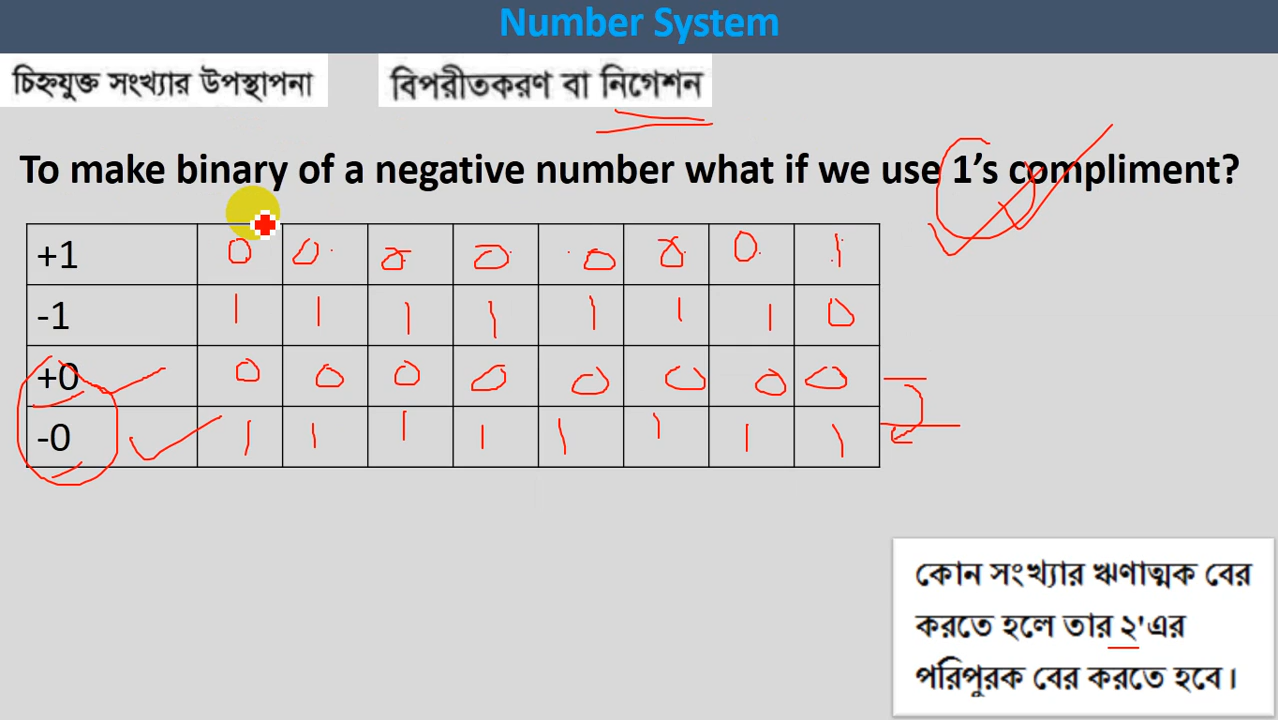 Number System
চিহ্নযুক্ত সংখ্যার উপস্থাপনা
বিপরীতকরণ বা নিগেশন
To make binary of a negative number what if we use 1’s compliment?
+1 0 0 0 0 0 0 0 1
-1 1 1 1 1 1 1 1 0
+0 0 0 0 0 0 0 0 0
-0 1 1 1 1 1 1 1 1
কোন সংখ্যার ঋণাত্মক বের
করতে হলে তার ২'এর
পরিপুরক বের করতে হবে।